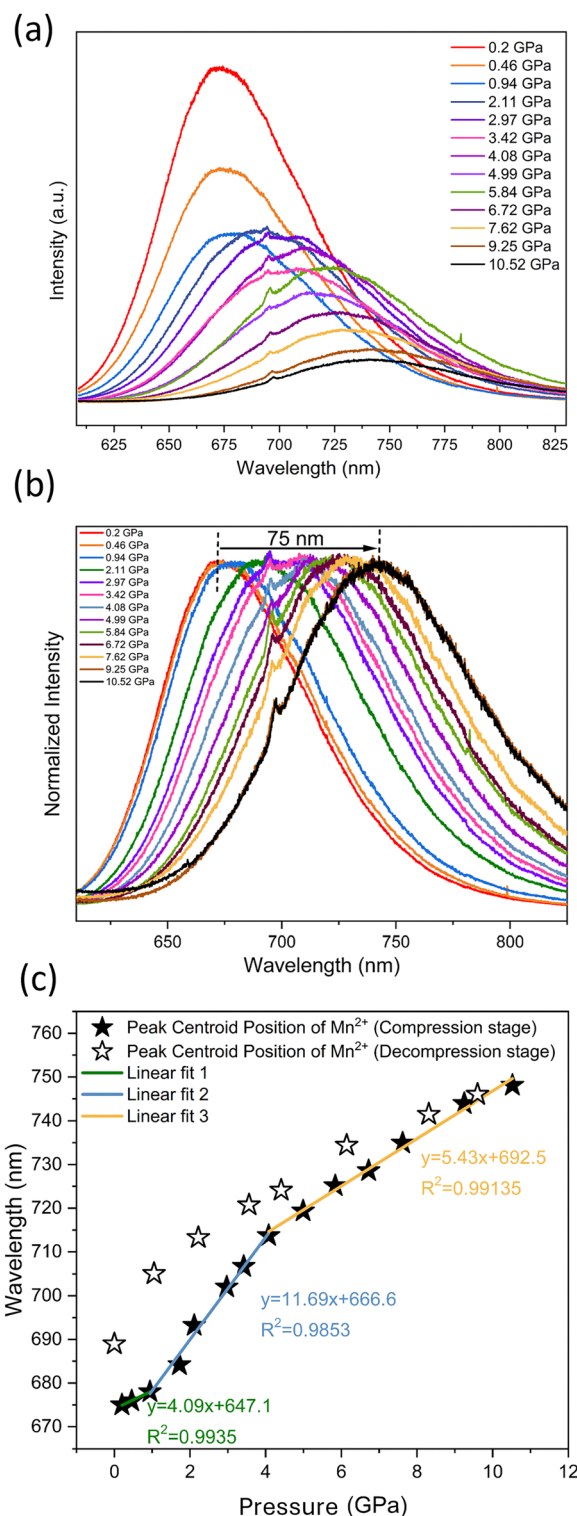 (a)
0.2 GPa
0.46 GPa
0.94 GPa
2.11 GPa
2.97 GPa
3.42 GPa
4.08 GPa
4.99 GPa
5.84 GPa
6.72 GPa
7.62 GPa
9.25 GPa
10.52 GPa
Intensity (a.u.)
625 650 675 700 725 750 775 800 825
Wavelength (nm)
(b)
75 nm
0.2 GPa
0.46 GPa
0.94 GPa
2.11 GPa
2.97 GPa
3.42 GPa
4.08 GPa
4.99 GPa
5.84 GPa
6.72 GPa
7.62 GPa
9.25 GPa
10.52 GPa
Normalized Intensity
650 700 750 800
Wavelength (nm)
(c)
Peak Centroid Position of Mn²⁺ (Compression stage)
Peak Centroid Position of Mn²⁺ (Decompression stage)
Linear fit 1
Linear fit 2
Linear fit 3
760
750
740
730
720
710
700
690
680
670
Wavelength (nm)
y=5.43x+692.5
R²=0.99135
y=11.69x+666.6
R²=0.9853
y=4.09x+647.1
R²=0.9935
0 2 4 6 8 10 12
Pressure (GPa)